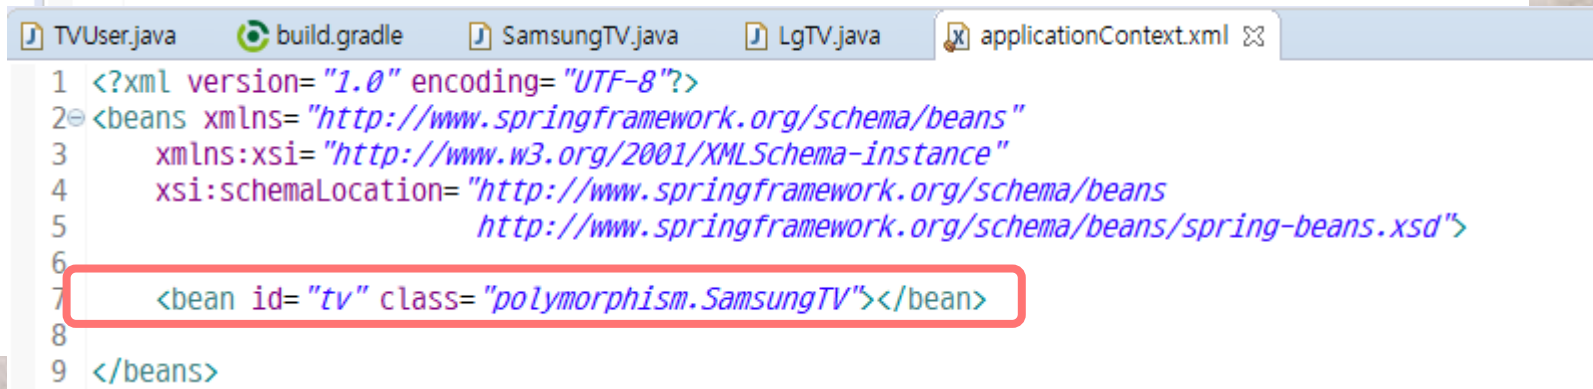 TVUser.java build.gradle SamsungTV.java LgTV.java applicationContext.xml
1 <?xml version="1.0" encoding="UTF-8"?>
2 <beans xmlns="http://www.springframework.org/schema/beans"
3 xmlns:xsi="http://www.w3.org/2001/XMLSchema-instance"
4 xsi:schemaLocation="http://www.springframework.org/schema/beans
5 http://www.springframework.org/schema/beans/spring-beans.xsd">
6
7 <bean id="tv" class="polymorphism.SamsungTV"></bean>
8
9 </beans>